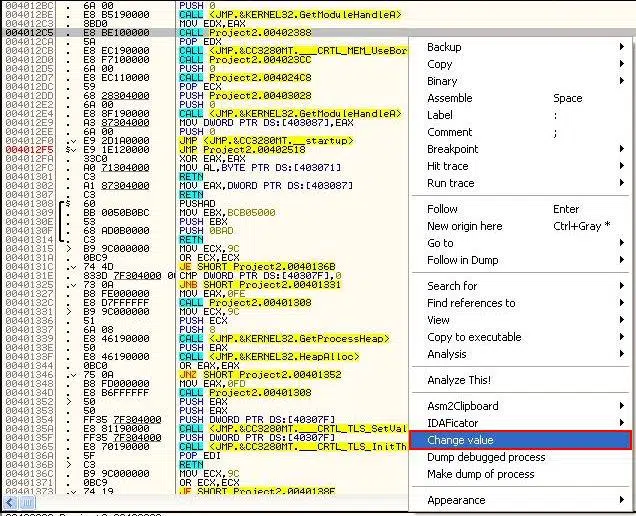 004012BC . 6A 00 PUSH 0
004012BE . E8 B5190000 CALL <JMP.&KERNEL32.GetModuleHandleA>
004012C3 . 8BD0 MOV EDX,EAX
004012C5 . E8 BE100000 CALL Project2.00402388
004012CA . 5A POP EDX
004012CB . E8 EC190000 CALL <JMP.&CC3280MT.__CRTL_MEM_UseBor
004012D0 . E8 F7100000 CALL Project2.004023CC
004012D5 . 6A 00 PUSH 0
004012D7 . E8 EC110000 CALL Project2.004024C8
004012DC . 59 POP ECX
004012DD . 68 28304000 PUSH Project2.00403028
004012E2 . 6A 00 PUSH 0
004012E4 . E8 8F190000 CALL <JMP.&KERNEL32.GetModuleHandleA>
004012E9 . A3 87304000 MOV DWORD PTR DS:[403087],EAX
004012EE . 6A 00 PUSH 0
004012F0 . E9 2D1A0000 JMP <JMP.&CC3280MT.__startup>
004012F5 $ E9 1E120000 JMP Project2.00402518
004012FA . 33C0 XOR EAX,EAX
004012FC . A0 71304000 MOV AL,BYTE PTR DS:[403071]
00401301 . C3 RETN
00401302 . A1 87304000 MOV EAX,DWORD PTR DS:[403087]
00401307 . C3 RETN
00401308 $ 60 PUSHAD
00401309 . BB 0050B0BC MOV EBX,BCB05000
0040130E . 53 PUSH EBX
0040130F . 68 AD0B0000 PUSH 0BAD
00401314 . C3 RETN
00401315 > B9 9C000000 MOV ECX,9C
0040131A . 0BC9 OR ECX,ECX
0040131C . 74 4D JE SHORT Project2.0040136B
0040131E . 833D 7F304000 0( CMP DWORD PTR DS:[40307F],0
00401325 . 73 0A JNB SHORT Project2.00401331
00401327 . B8 FE000000 MOV EAX,0FE
0040132C . E8 D7FFFFFF CALL Project2.00401308
00401331 > B9 9C000000 MOV ECX,9C
00401336 . 51 PUSH ECX
00401337 . 6A 08 PUSH 8
00401339 . E8 46190000 CALL <JMP.&KERNEL32.GetProcessHeap>
0040133E . 50 PUSH EAX
0040133F . E8 46190000 CALL <JMP.&KERNEL32.HeapAlloc>
00401344 . 0BC0 OR EAX,EAX
00401346 . 75 0A JNZ SHORT Project2.00401352
00401348 . B8 FD000000 MOV EAX,0FD
0040134D . E8 B6FFFFFF CALL Project2.00401308
00401352 > 50 PUSH EAX
00401353 . 50 PUSH EAX
00401354 . FF35 7F304000 PUSH DWORD PTR DS:[40307F]
0040135A . E8 81190000 CALL <JMP.&CC3280MT.__CRTL_TLS_SetVal
0040135F . FF35 7F304000 PUSH DWORD PTR DS:[40307F]
00401365 . E8 70190000 CALL <JMP.&CC3280MT.__CRTL_TLS_InitTh
0040136A . 5F POP EDI
0040136B > C3 RETN
0040136C . B9 9C000000 MOV ECX,9C
00401371 . 0BC9 OR ECX,ECX
00401373 . 74 19 JE SHORT Project2.0040138E
Backup
Copy
Binary
Assemble Space
Label :
Comment ;
Breakpoint
Hit trace
Run trace
Follow Enter
New origin here Ctrl+Gray *
Go to
Follow in Dump
Search for
Find references to
View
Copy to executable
Analysis
Analyze This!
Asm2Clipboard
IDAFicator
Change value
Dump debugged process
Make dump of process
Appearance